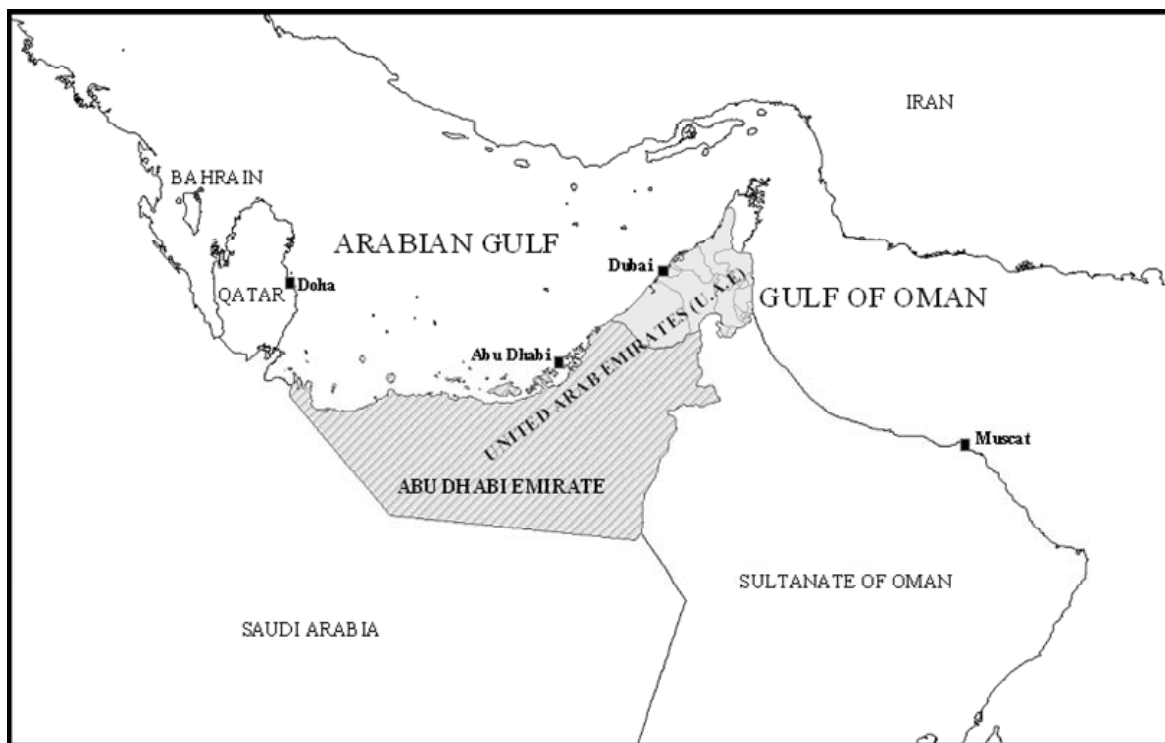 IRAN
BAHRAIN
ARABIAN GULF
Dubai
QATAR
Doha
GULF OF OMAN
UNITED ARAB EMIRATES (U.A.E)
Abu Dhabi
Muscat
ABU DHABI EMIRATE
SULTANATE OF OMAN
SAUDI ARABIA